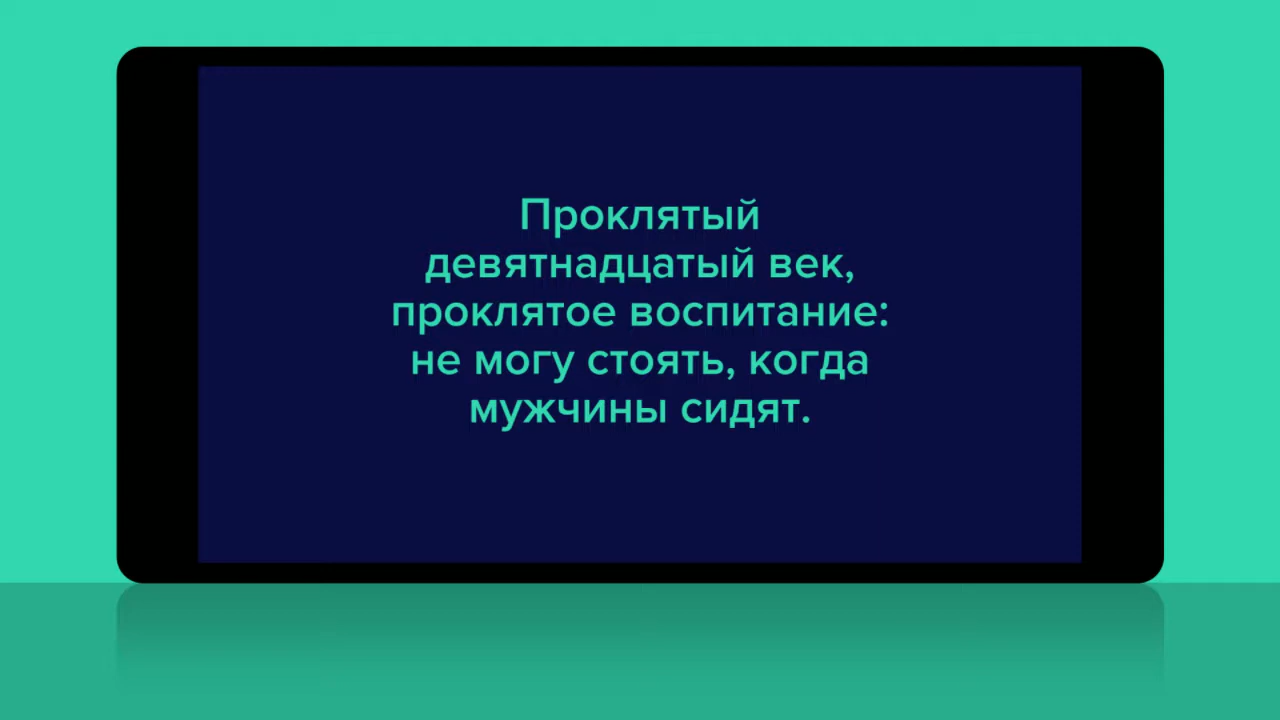 Проклятый
девятнадцатый век,
проклятое воспитание:
не могу стоять, когда
мужчины сидят.